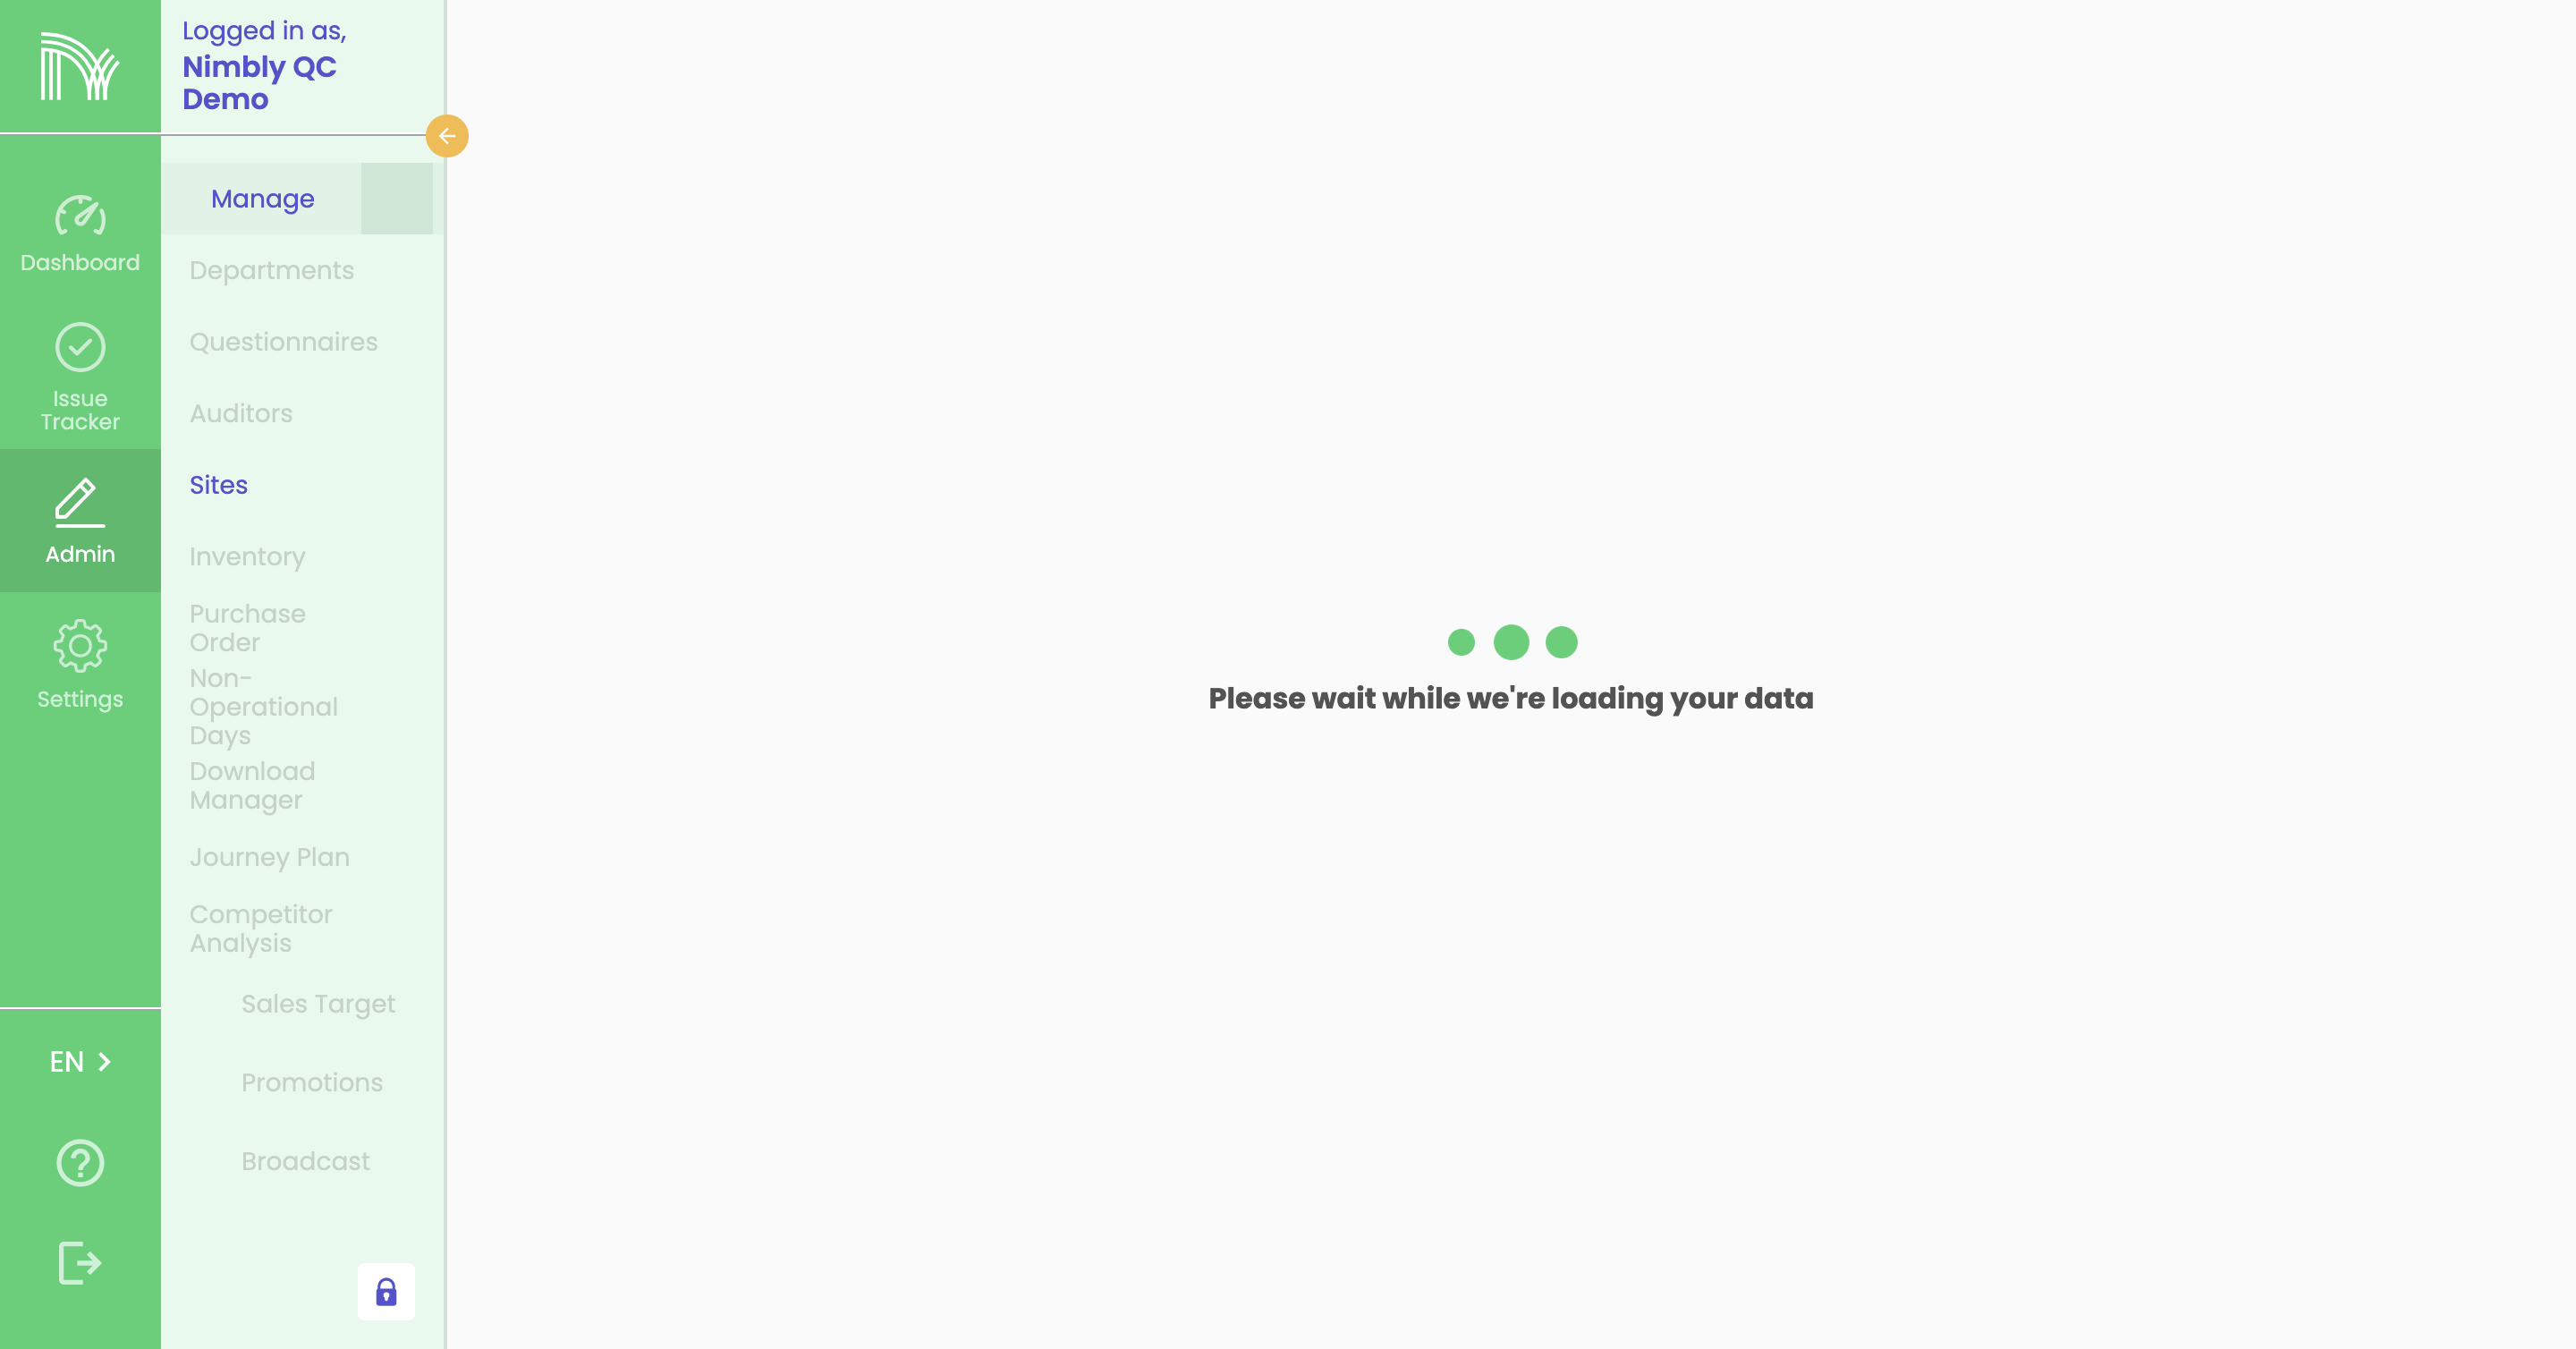 Logged in as,
Nimbly QC
Demo
Dashboard
Issue
Tracker
Admin
Settings
EN
Manage
Departments
Questionnaires
Auditors
Sites
Inventory
Purchase
Order
Non-
Operational
Days
Download
Manager
Journey Plan
Competitor
Analysis
Sales Target
Promotions
Broadcast
Please wait while we're loading your data